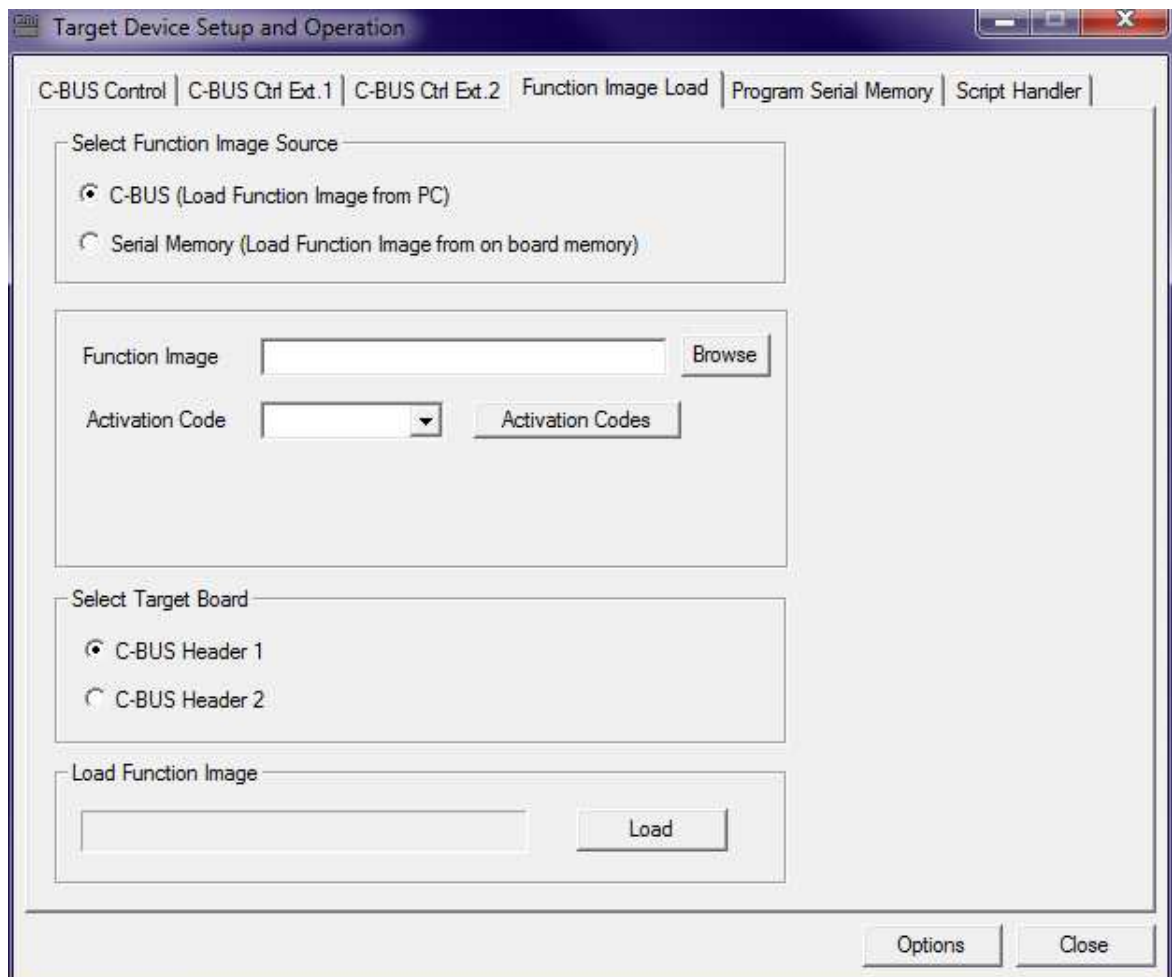 Target Device Setup and Operation
C-BUS Control C-BUS Ctrl Ext.1 C-BUS Ctrl Ext.2 Function Image Load Program Serial Memory Script Handler
Select Function Image Source
C-BUS (Load Function Image from PC)
Serial Memory (Load Function Image from on board memory)
Function Image Browse
Activation Code Activation Codes
Select Target Board
C-BUS Header 1
C-BUS Header 2
Load Function Image
Load
Options Close